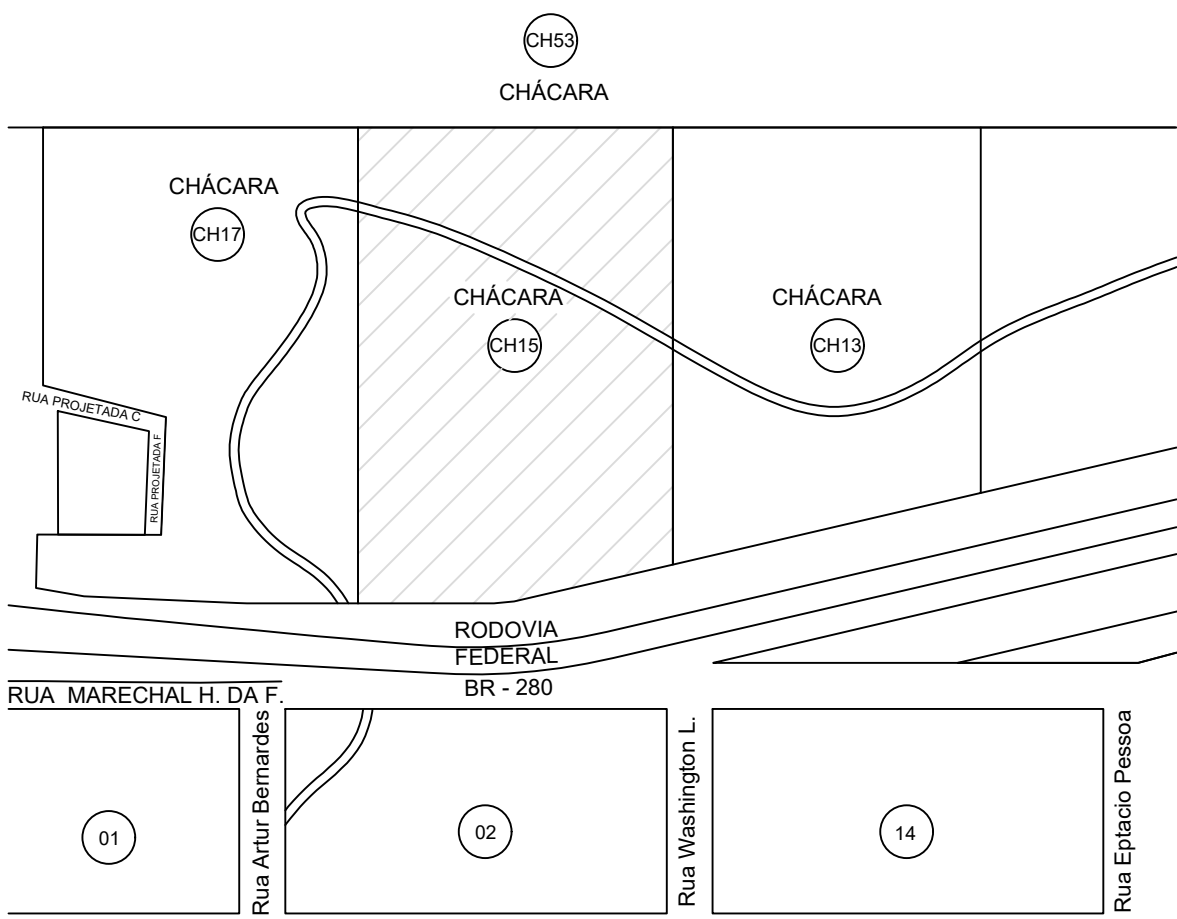 CH53
CHÁCARA
CHÁCARA
CH17
CHÁCARA
CH15
CHÁCARA
CH13
RUA PROJETADA C
RUA PROJETADA F
RODOVIA
FEDERAL
BR - 280
RUA MARECHAL H. DA F.
01
Rua Artur Bernardes
02
Rua Washington L.
14
Rua Eptacio Pessoa